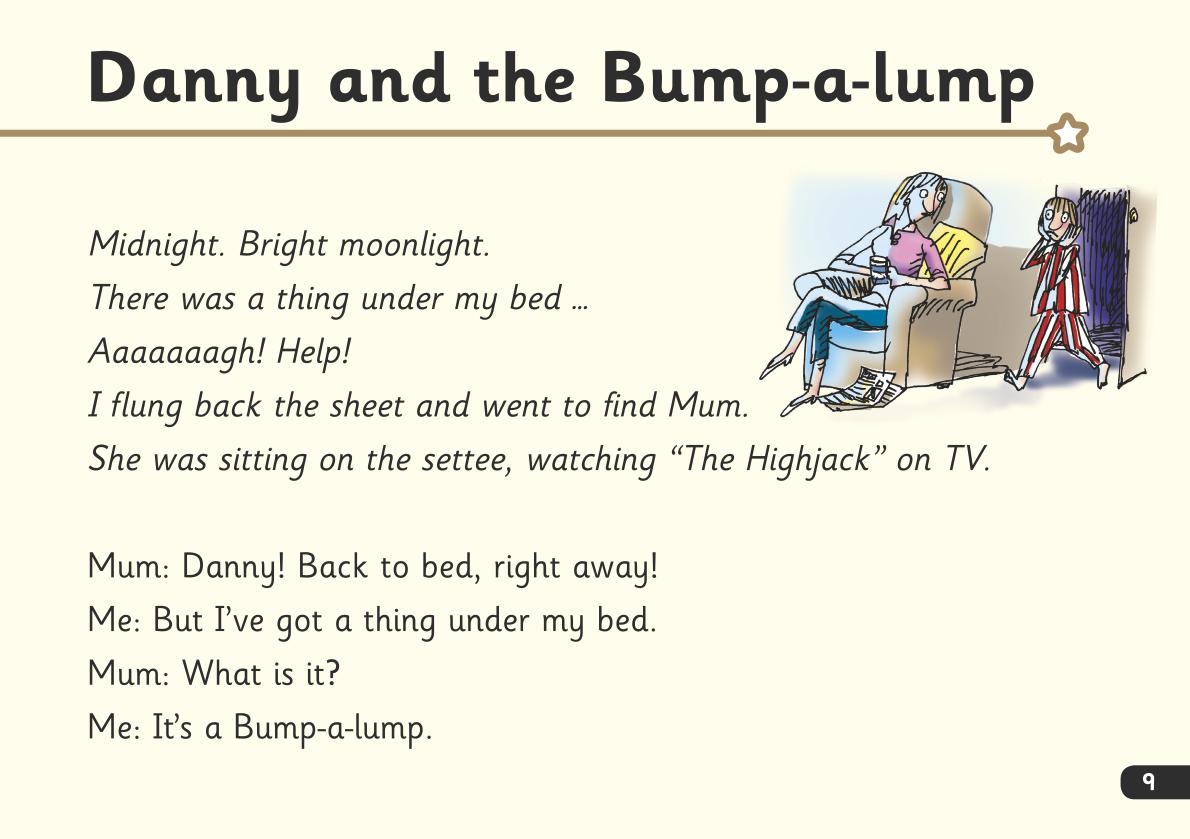 Danny and the Bump-a-lump
Midnight. Bright moonlight.
There was a thing under my bed ...
Aaaaaaagh! Help!
I flung back the sheet and went to find Mum.
She was sitting on the settee, watching “The Highjack” on TV.
Mum: Danny! Back to bed, right away!
Me: But I’ve got a thing under my bed.
Mum: What is it?
Me: It’s a Bump-a-lump.
9